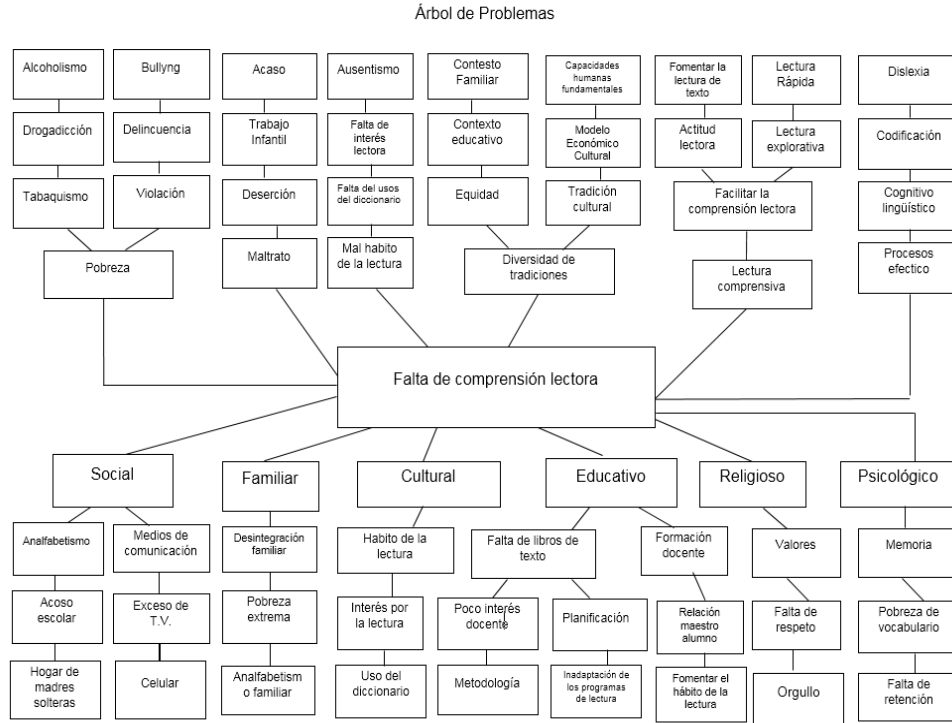 Árbol de Problemas
Alcoholismo
Bullyng
Acaso
Ausentismo
Contesto
Familiar
Capacidades
humanas
fundamentales
Fomentar la
lectura de
texto
Lectura
Rápida
Dislexia
Drogadicción
Delincuencia
Trabajo
Infantil
Falta de
interés
lectora
Contexto
educativo
Modelo
Económico
Cultural
Actitud
lectora
Lectura
explorativa
Codificación
Tabaquismo
Violación
Deserción
Falta del usos
del diccionario
Equidad
Tradición
cultural
Facilitar la
comprensión lectora
Cognitivo
lingüístico
Pobreza
Maltrato
Mal habito
de la lectura
Diversidad de
tradiciones
Lectura
comprensiva
Procesos
efectico
Falta de comprensión lectora
Social
Familiar
Cultural
Educativo
Religioso
Psicológico
Analfabetismo
Medios de
comunicación
Desintegración
familiar
Habito de la
lectura
Falta de libros de
texto
Formación
docente
Valores
Memoria
Acoso
escolar
Exceso de
T.V.
Pobreza
extrema
Interés por
la lectura
Poco interés
docente
Planificación
Relación
maestro
alumno
Falta de
respeto
Pobreza de
vocabulario
Hogar de
madres
solteras
Celular
Analfabetism
o familiar
Uso del
diccionario
Metodología
Inadaptación de
los programas
de lectura
Fomentar el
hábito de la
lectura
Orgullo
Falta de
retención